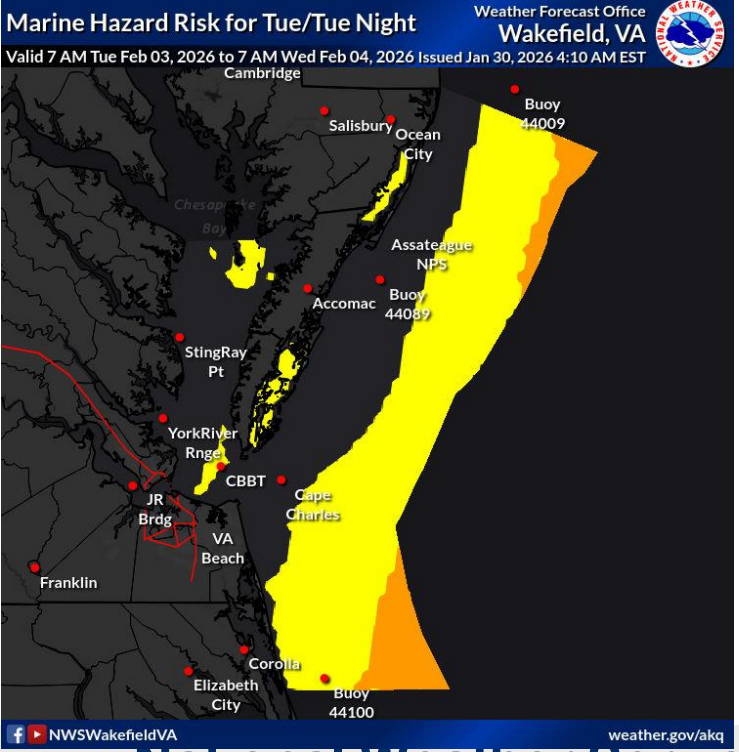 Marine Hazard Risk for Tue/Tue Night
Weather Forecast Office
Wakefield, VA
Valid 7 AM Tue Feb 03, 2026 to 7 AM Wed Feb 04, 2026 Issued Jan 30, 2026 4:10 AM EST
NATIONAL WEATHER SERVICE
Cambridge
Buoy
44009
Salisbury
Ocean
City
Chesapeake
Bay
Assateague
NPS
Accomac
Buoy
44089
StingRay
Pt
YorkRiver
Rnge
CBBT
Cape
Charles
JR
Brdg
VA
Beach
Franklin
Corolla
Elizabeth
City
Buoy
44100
NWSWakefieldVA
weather.gov/akq